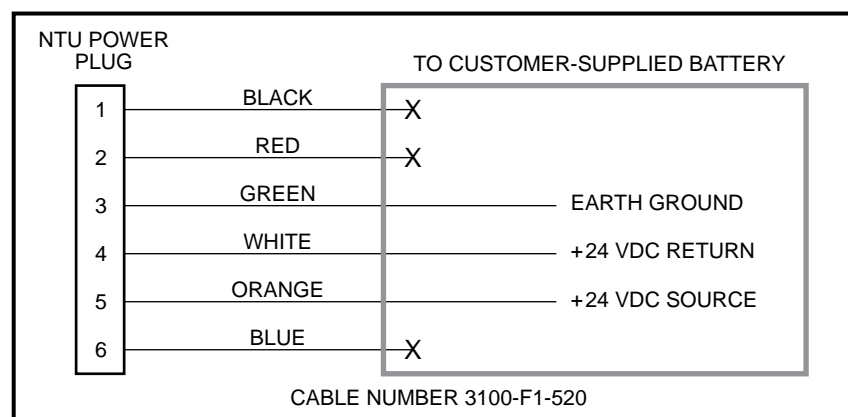 NTU POWER
PLUG
TO CUSTOMER-SUPPLIED BATTERY
1 BLACK X
2 RED X
3 GREEN EARTH GROUND
4 WHITE +24 VDC RETURN
5 ORANGE +24 VDC SOURCE
6 BLUE X
CABLE NUMBER 3100-F1-520